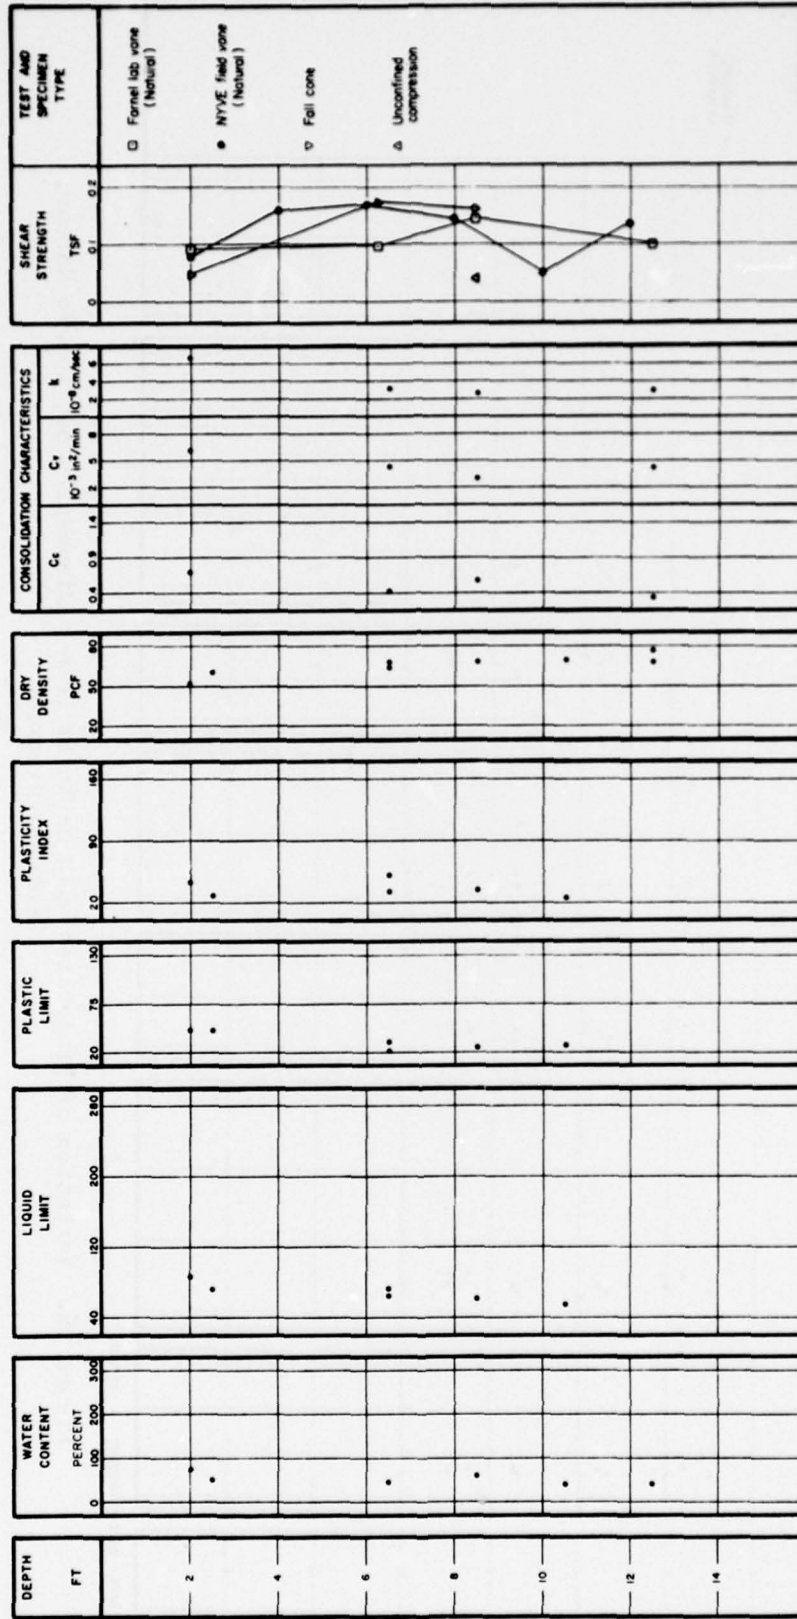 DEPTH
FT
2
4
6
8
10
12
14
WATER
CONTENT
PERCENT
0
100
200
300
LIQUID
LIMIT
40
120
200
280
PLASTIC
LIMIT
20
75
130
PLASTICITY
INDEX
20
90
160
DRY
DENSITY
PCF
20
50
80
CONSOLIDATION CHARACTERISTICS
Cc
0.4
0.9
1.4
Cv
10⁻³ in²/min
2
5
8
k
10⁻⁸ cm/sec
2
4
6
SHEAR
STRENGTH
TSF
0
0.1
0.2
TEST AND
SPECIMEN
TYPE
Farnel lab vane
(Natural)
NYVE field vane
(Natural)
Fall cone
Unconfined
compression